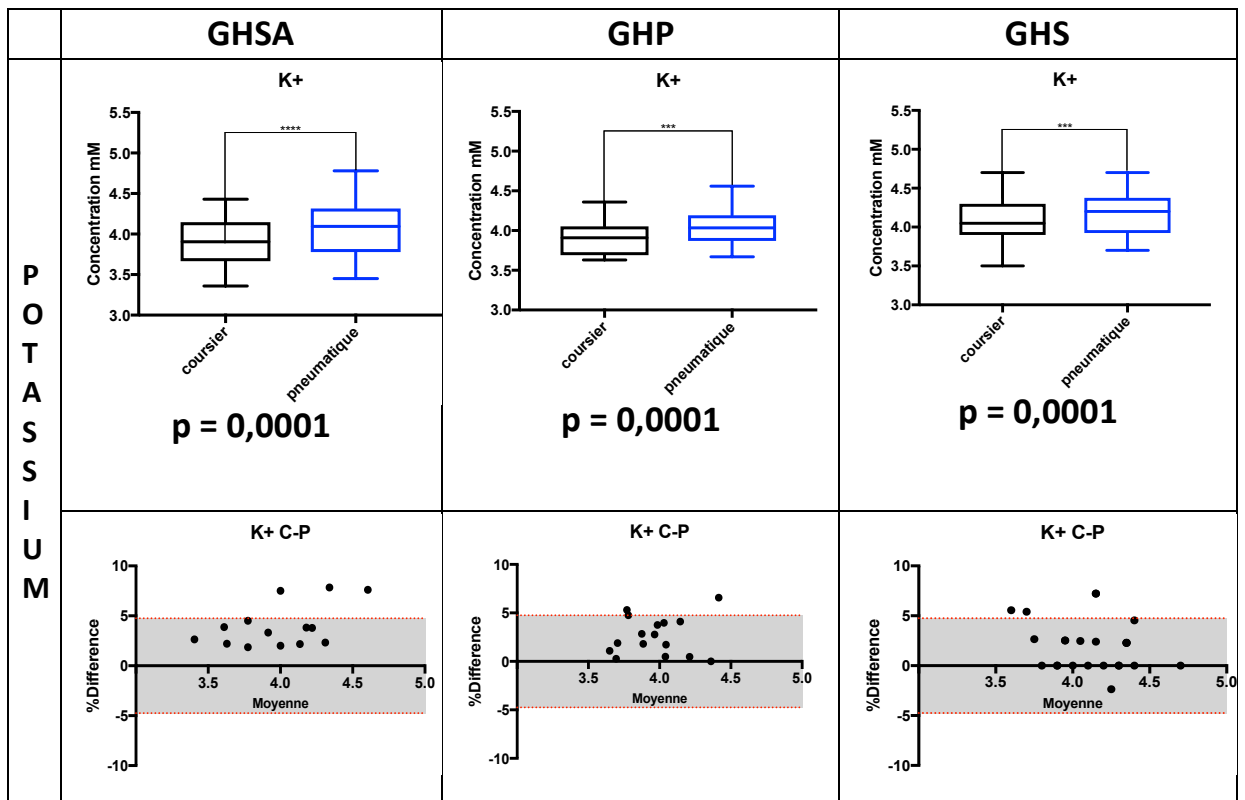 GHSA GHP GHS
POTASSIUM
K+
5.5
5.0
4.5
4.0
3.5
3.0
Concentration mM
****
coursier
pneumatique
p = 0,0001
K+
5.5
5.0
4.5
4.0
3.5
3.0
Concentration mM
***
coursier
pneumatique
p = 0,0001
K+
5.5
5.0
4.5
4.0
3.5
3.0
Concentration mM
***
coursier
pneumatique
p = 0,0001
K+ C-P
10
5
0
-5
-10
%Difference
3.5 4.0 4.5 5.0
Moyenne
K+ C-P
10
5
0
-5
-10
%Difference
3.5 4.0 4.5 5.0
Moyenne
K+ C-P
10
5
0
-5
-10
%Difference
3.5 4.0 4.5 5.0
Moyenne